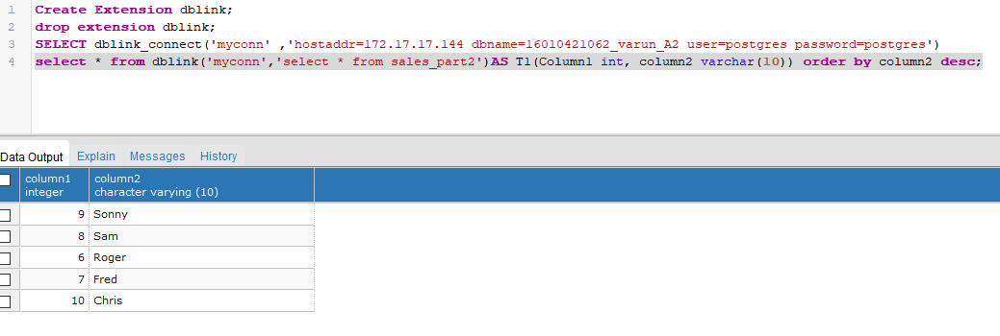 1 Create Extension dblink;
2 drop extension dblink;
3 SELECT dblink_connect('myconn' ,'hostaddr=172.17.17.144 dbname=16010421062_varun_A2 user=postgres password=postgres')
4 select * from dblink('myconn','select * from sales_part2')AS T1(Column1 int, column2 varchar(10)) order by column2 desc;
Data Output Explain Messages History
column1 column2
integer character varying (10)
9 Sonny
8 Sam
6 Roger
7 Fred
10 Chris